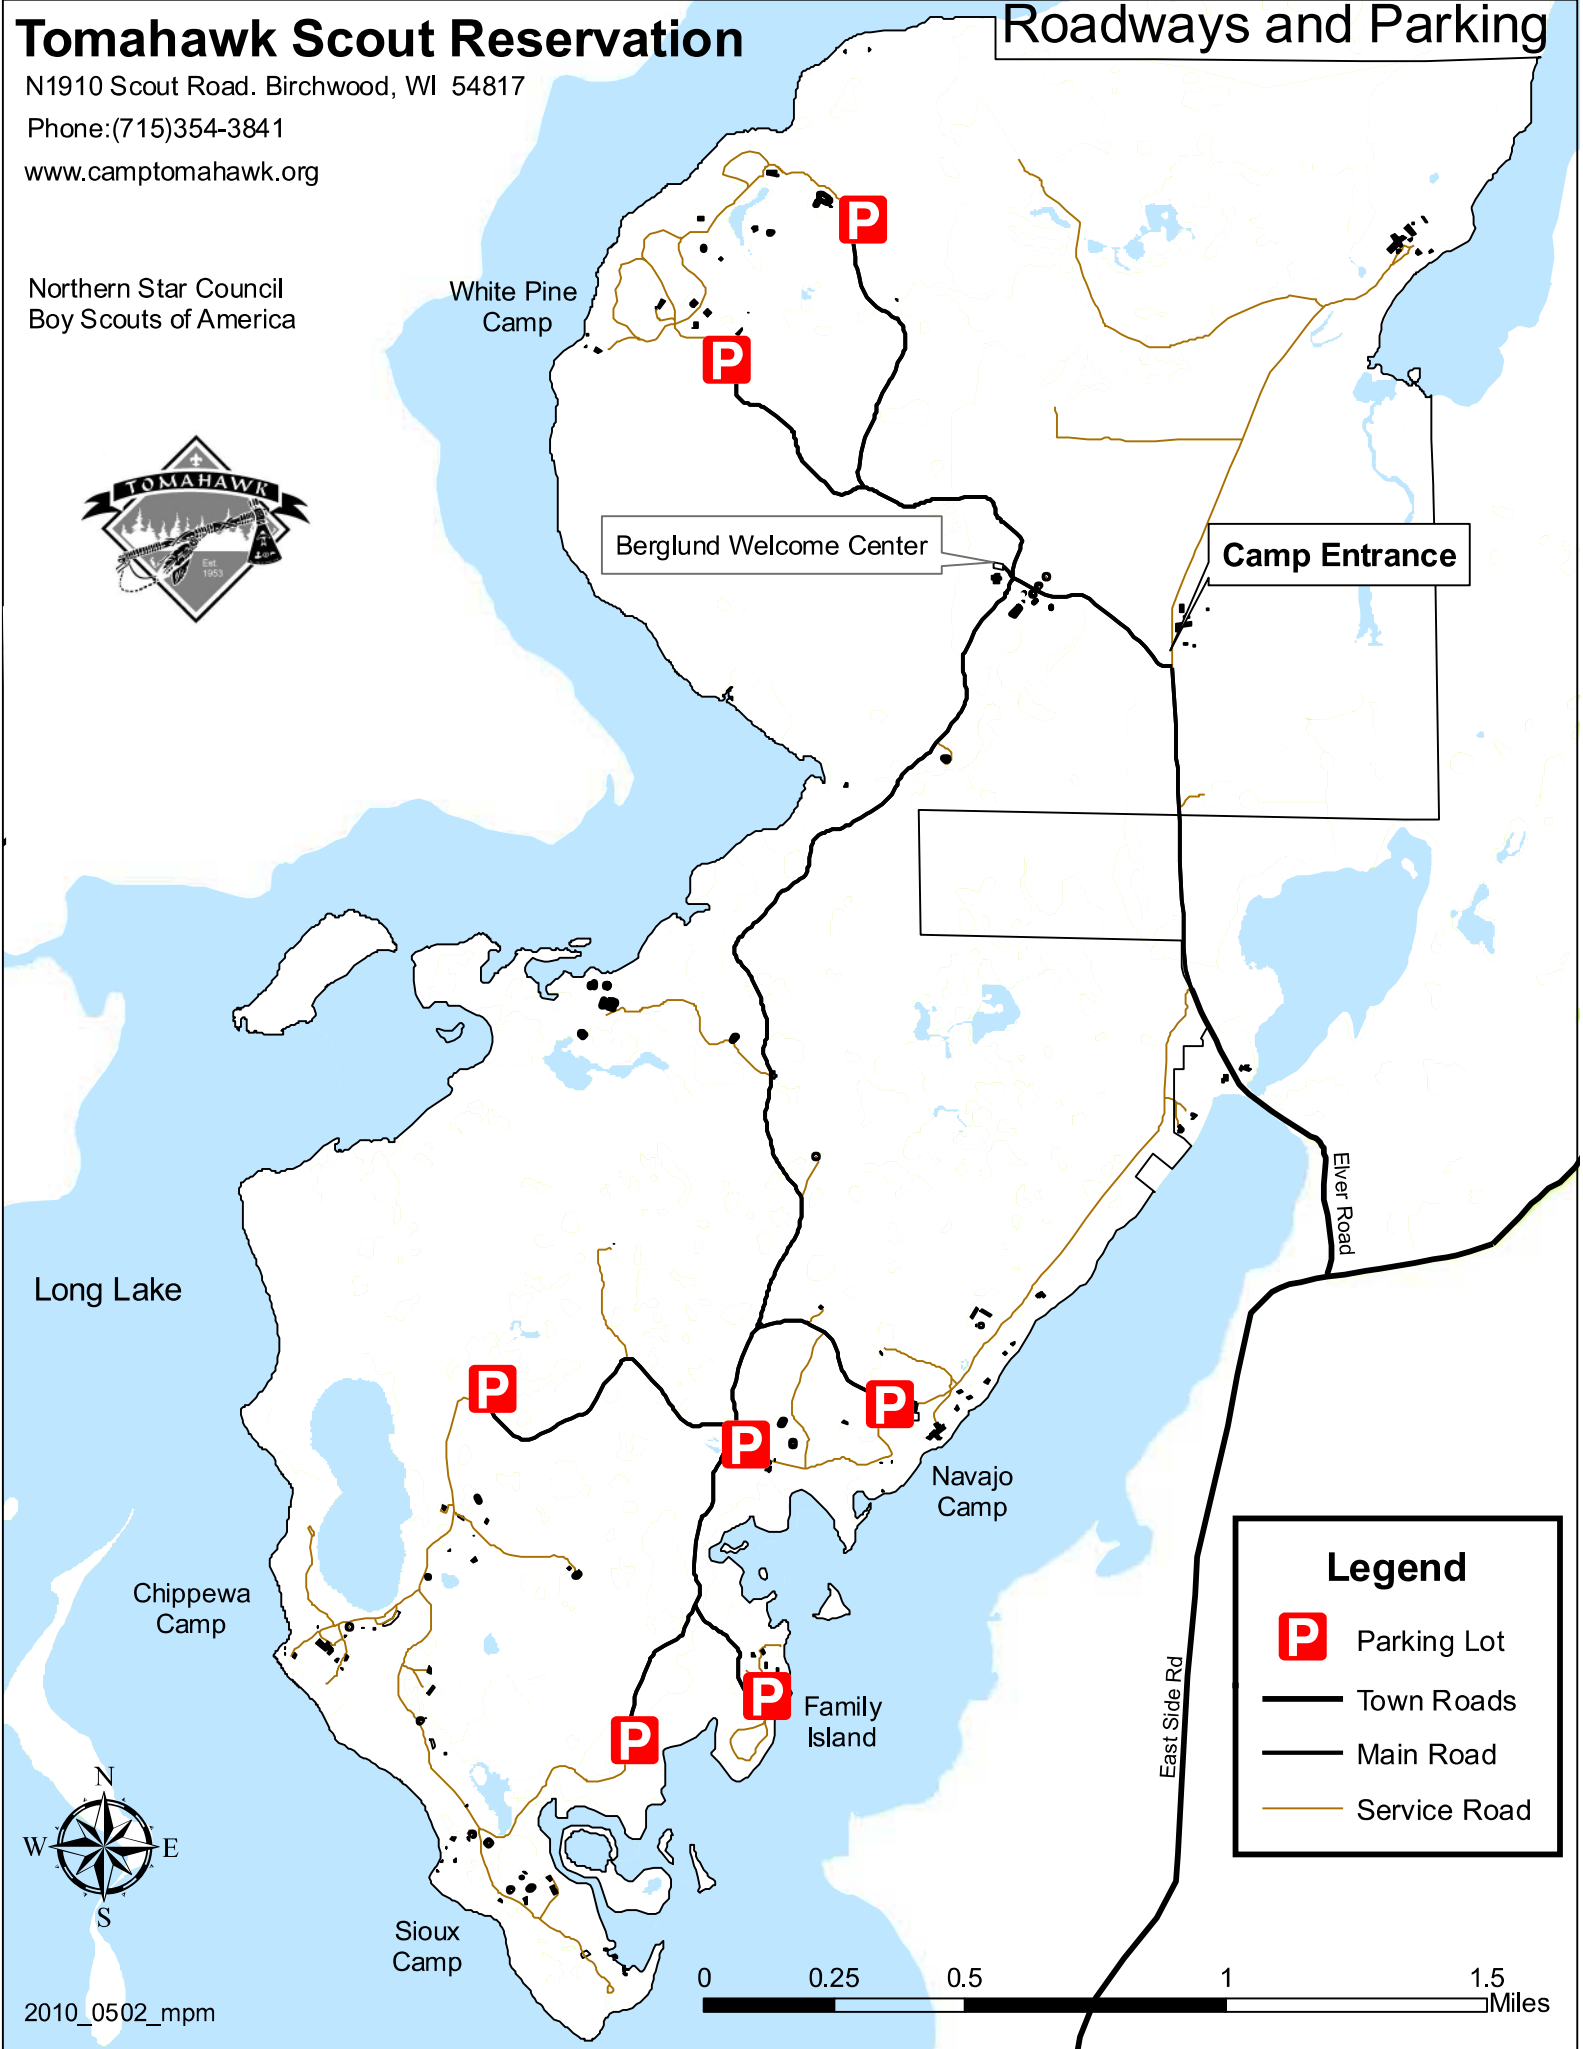 Tomahawk Scout Reservation
Roadways and Parking
N1910 Scout Road. Birchwood, WI  54817
Phone:(715)354-3841
www.camptomahawk.org
Northern Star Council
Boy Scouts of America
White Pine
Camp
P
P
TOMAHAWK
Est.
1953
Berglund Welcome Center
Camp Entrance
Elver Road
Long Lake
P
P
P
Navajo
Camp
Chippewa
Camp
P
P
Family
Island
East Side Rd
Legend
P Parking Lot
Town Roads
Main Road
Service Road
N
W E
S
Sioux
Camp
0 0.25 0.5 1 1.5
Miles
2010_0502_mpm